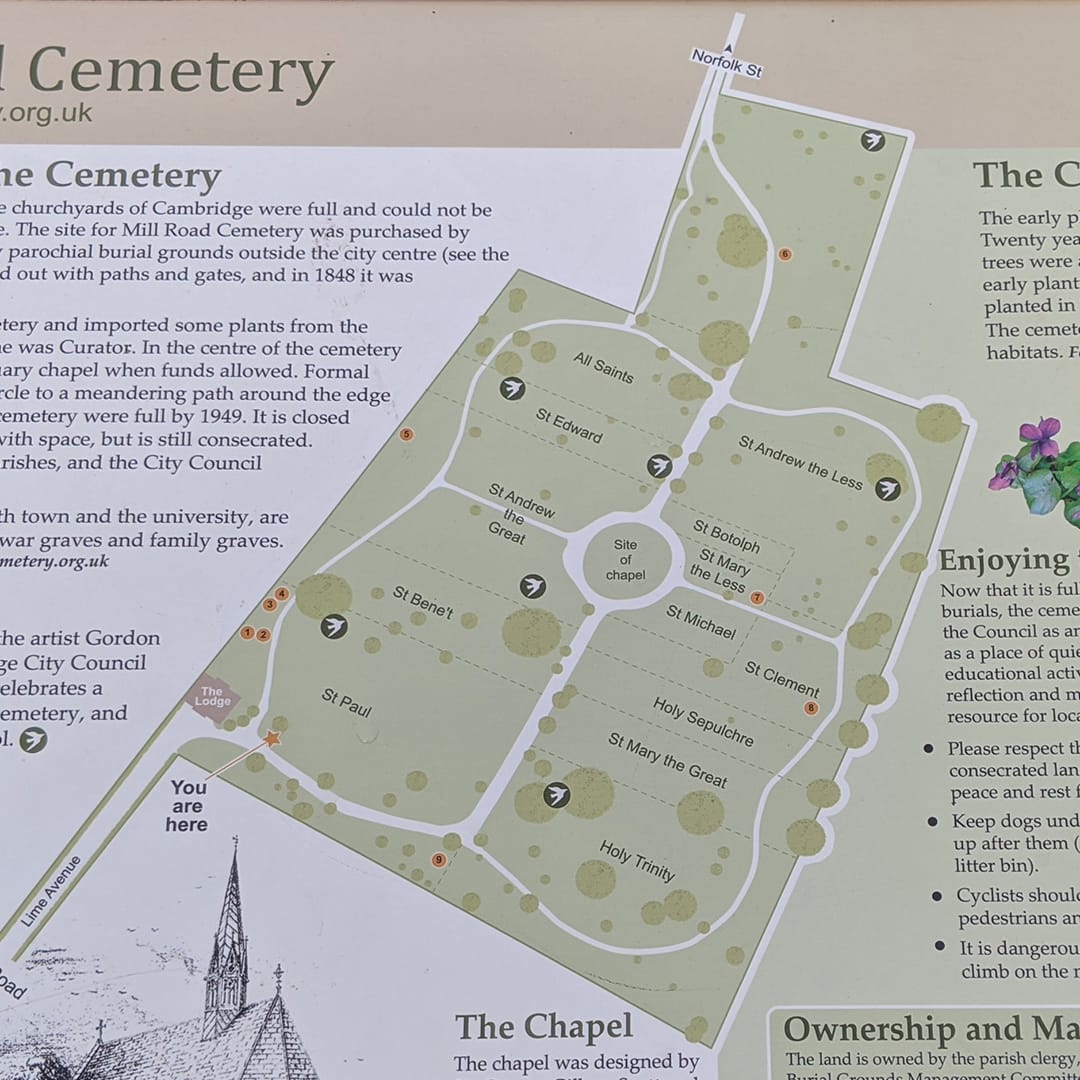 l Cemetery
y.org.uk
he Cemetery
e churchyards of Cambridge were full and could not be
e. The site for Mill Road Cemetery was purchased by
y parochial burial grounds outside the city centre (see the
d out with paths and gates, and in 1848 it was
etery and imported some plants from the
he was Curator. In the centre of the cemetery
uary chapel when funds allowed. Formal
rcle to a meandering path around the edge
cemetery were full by 1949. It is closed
with space, but is still consecrated.
rishes, and the City Council
th town and the university, are
war graves and family graves.
metery.org.uk
the artist Gordon
ge City Council
elebrates a
emetery, and
ol.
Norfolk St
6
All Saints
St Edward
5
St Andrew the Less
St Andrew
the
Great
Site
of
chapel
St Botolph
St Mary
the Less
7
St Bene't
St Michael
4
3
1
2
St Clement
8
The
Lodge
St Paul
Holy Sepulchre
St Mary the Great
You
are
here
9
Holy Trinity
Lime Avenue
oad
The Chapel
The chapel was designed by
The C
The early p
Twenty yea
trees were a
early plant
planted in
The cemete
habitats. F
Enjoying t
Now that it is ful
burials, the ceme
the Council as an
as a place of quie
educational activ
reflection and m
resource for loca
• Please respect th
consecrated lan
peace and rest f
• Keep dogs und
up after them (
litter bin).
• Cyclists should
pedestrians an
• It is dangerou
climb on the m
Ownership and Ma
The land is owned by the parish clergy,
Burial Grounds Management Committe